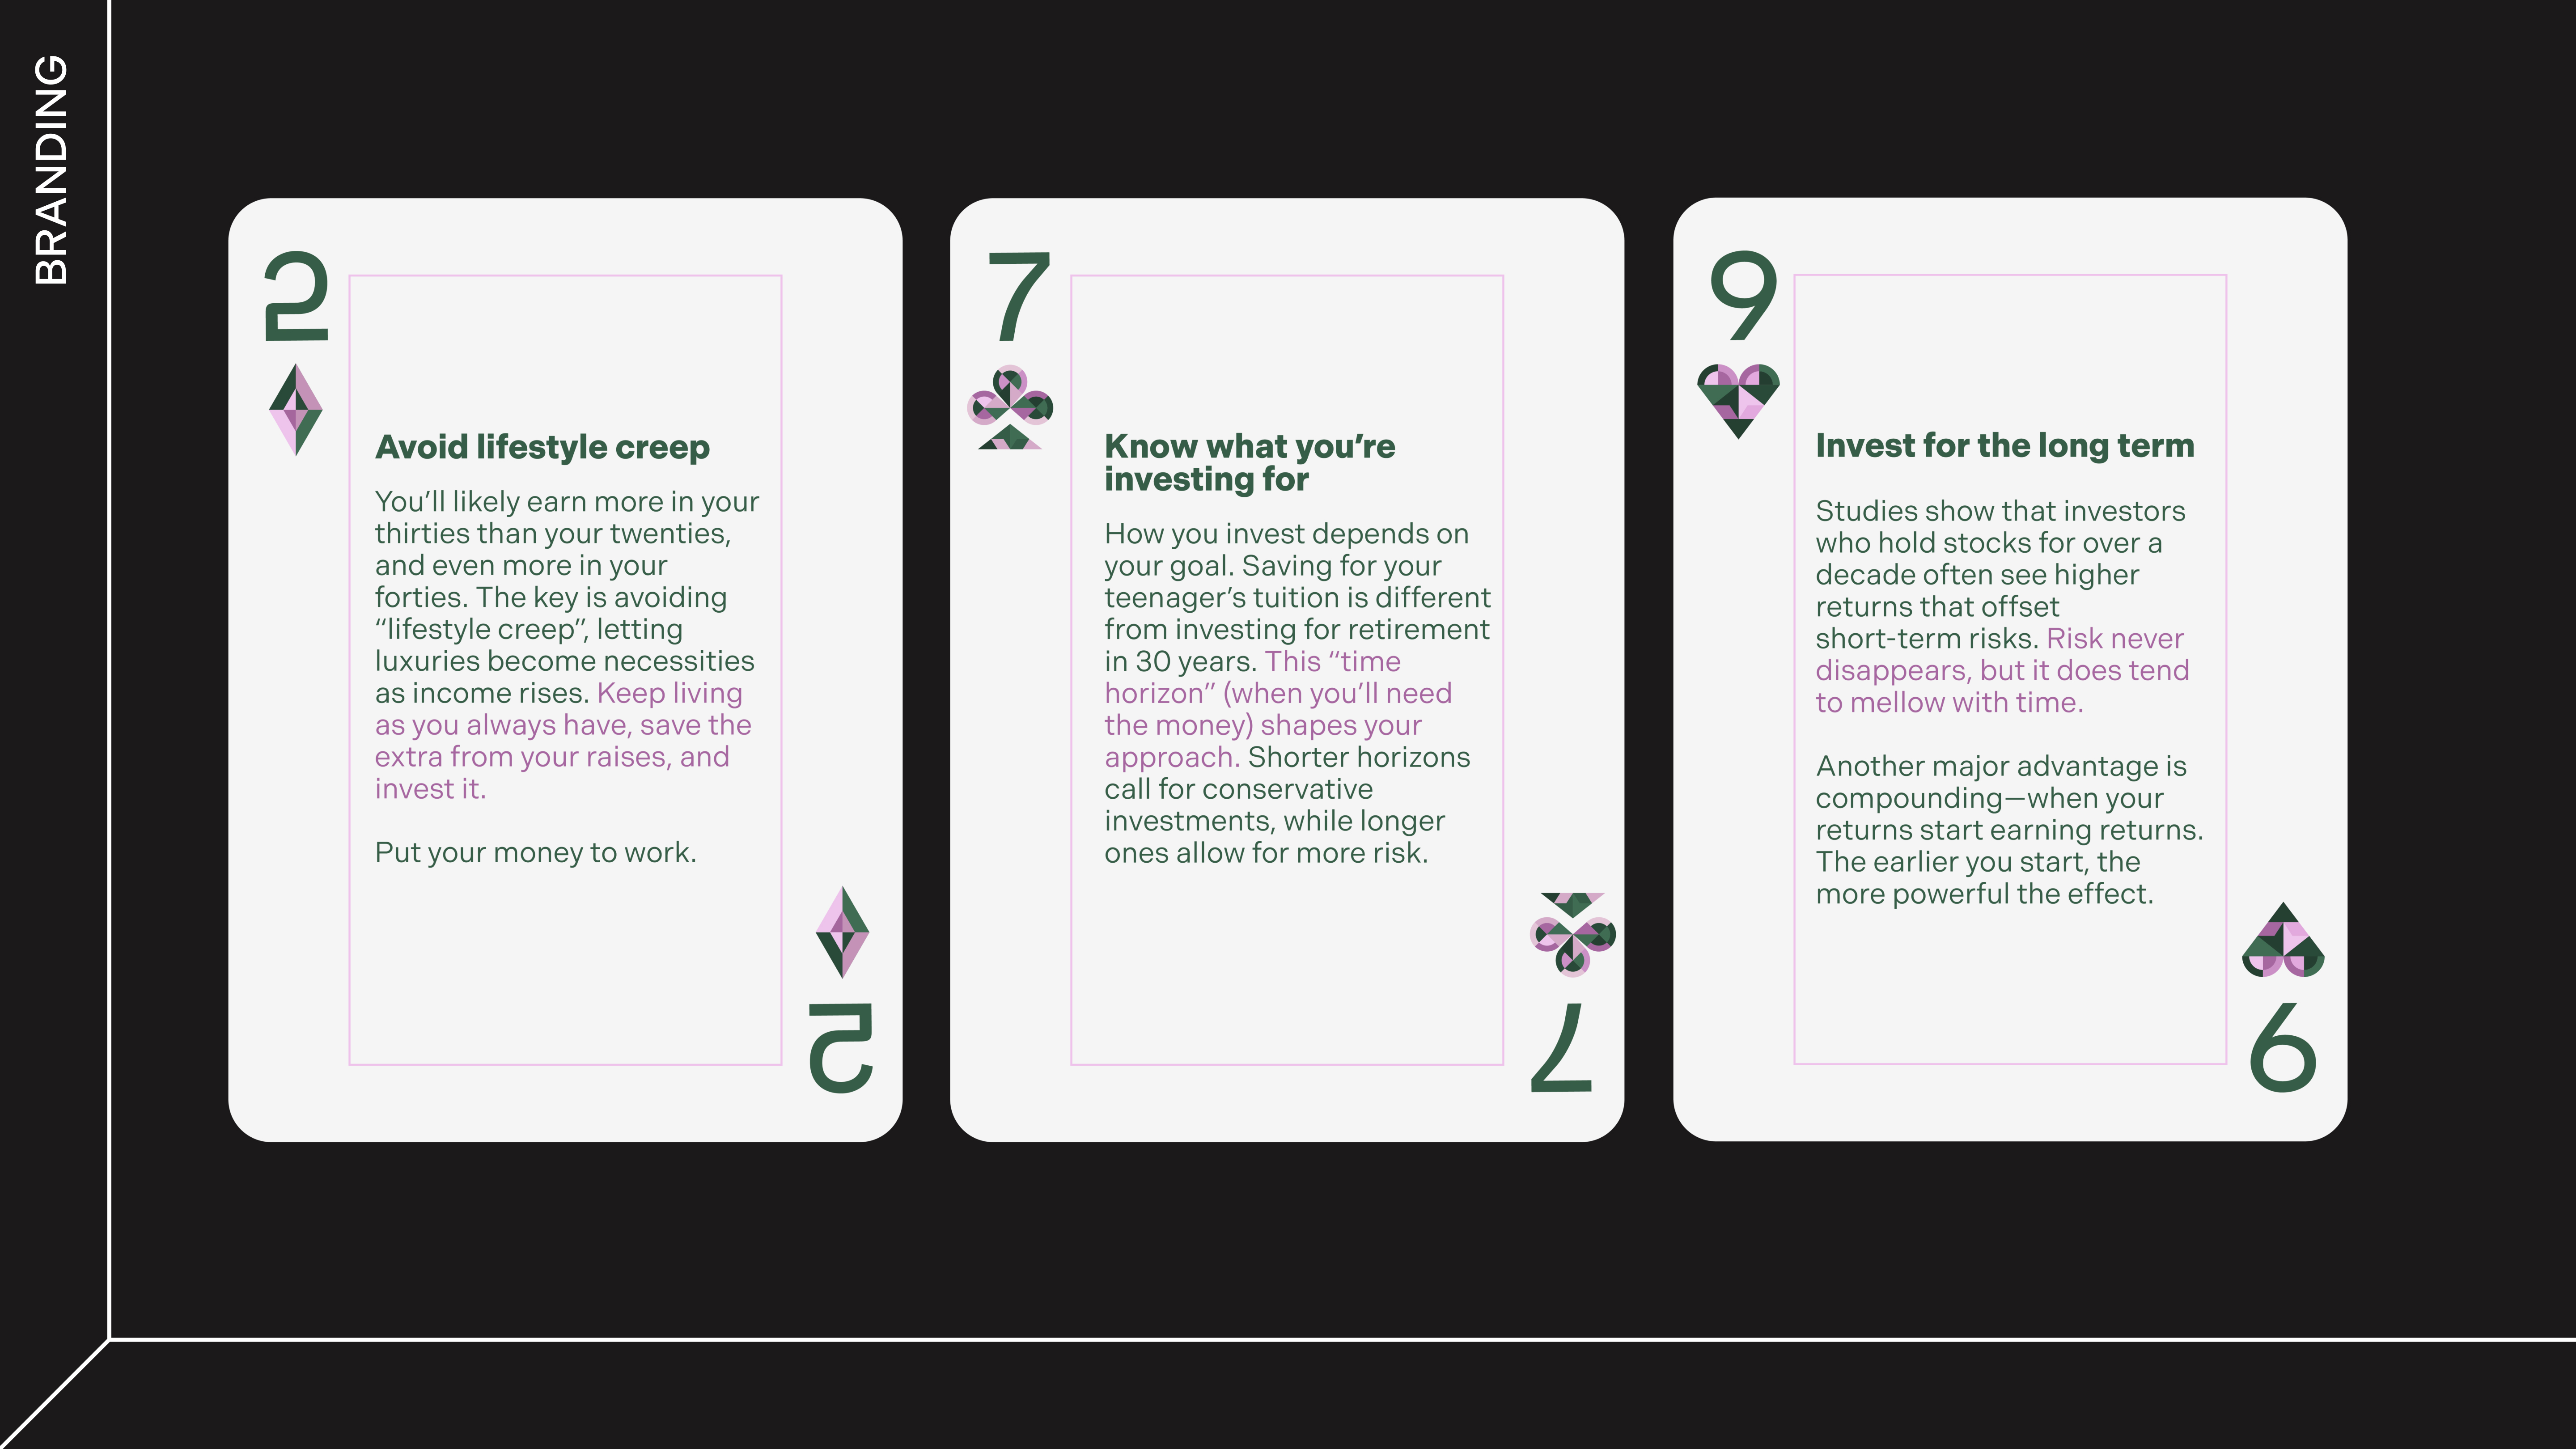 BRANDING
2
Avoid lifestyle creep
You’ll likely earn more in your
thirties than your twenties,
and even more in your
forties. The key is avoiding
“lifestyle creep”, letting
luxuries become necessities
as income rises. Keep living
as you always have, save the
extra from your raises, and
invest it.
Put your money to work.
2
7
Know what you’re
investing for
How you invest depends on
your goal. Saving for your
teenager’s tuition is different
from investing for retirement
in 30 years. This “time
horizon” (when you’ll need
the money) shapes your
approach. Shorter horizons
call for conservative
investments, while longer
ones allow for more risk.
7
9
Invest for the long term
Studies show that investors
who hold stocks for over a
decade often see higher
returns that offset
short-term risks. Risk never
disappears, but it does tend
to mellow with time.
Another major advantage is
compounding—when your
returns start earning returns.
The earlier you start, the
more powerful the effect.
9